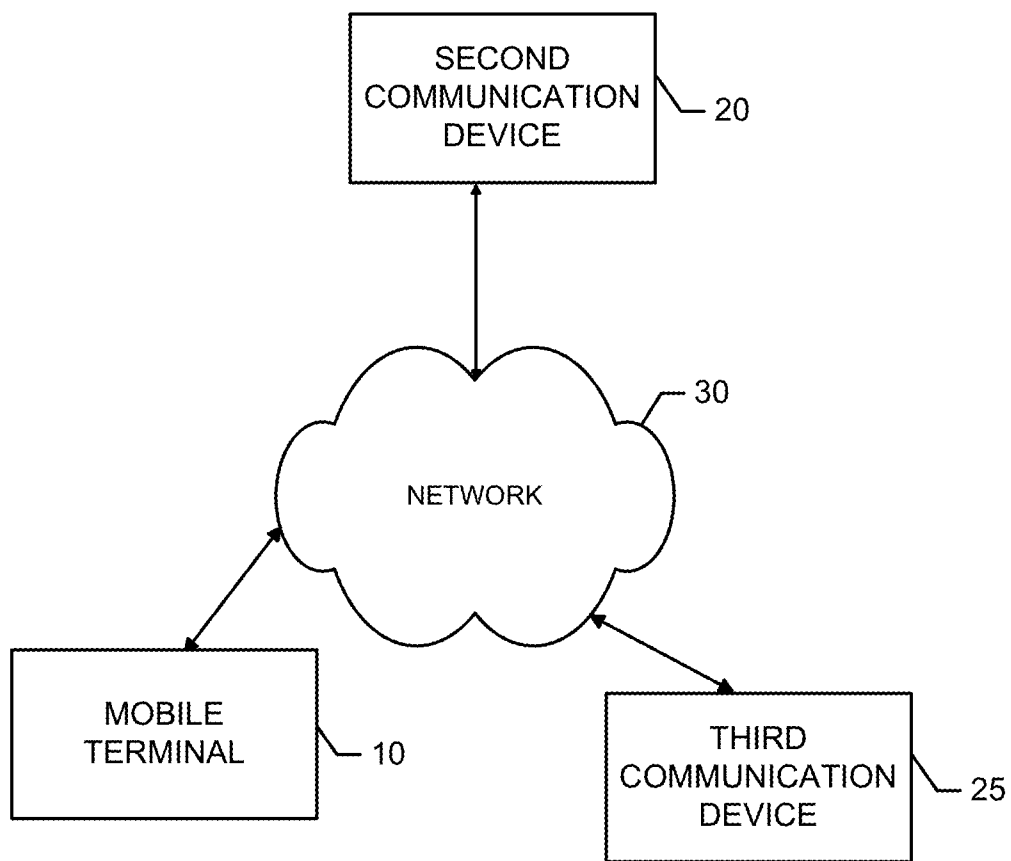 SECOND
COMMUNICATION
DEVICE
20
30
NETWORK
MOBILE
TERMINAL
10
THIRD
COMMUNICATION
DEVICE
25